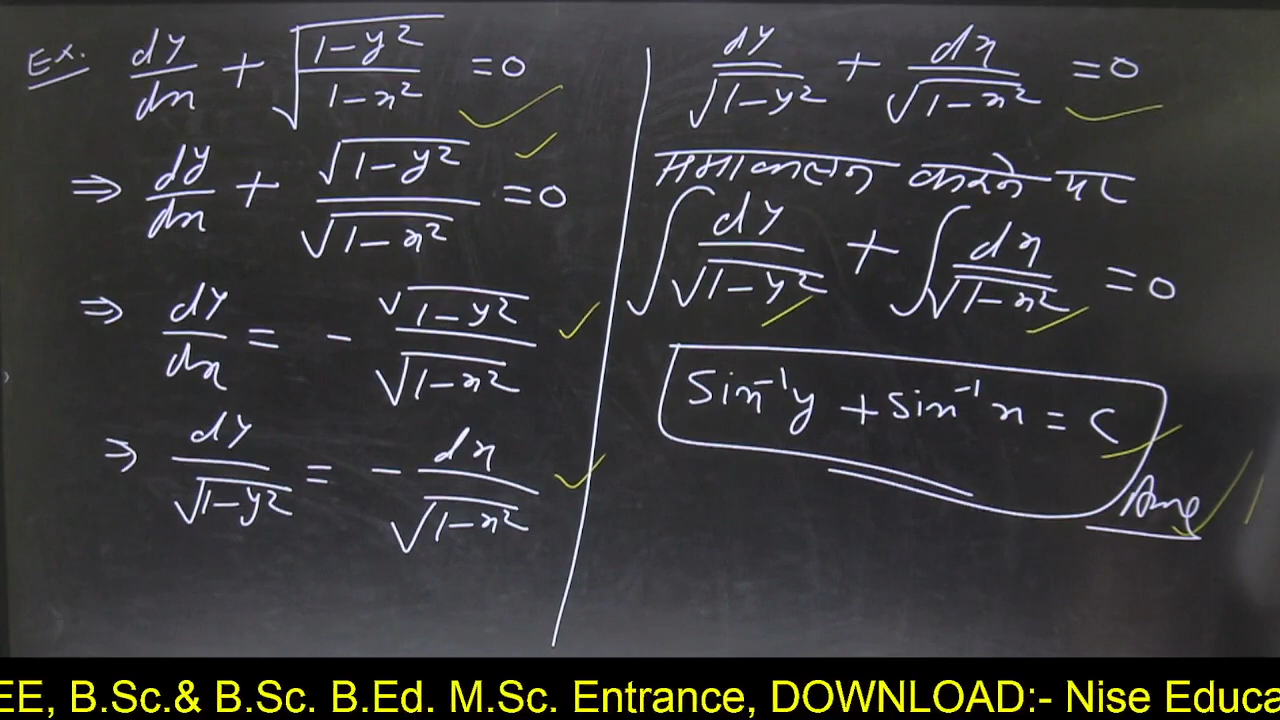 Ex. dy/dx + √((1-y²)/(1-x²)) = 0
⇒ dy/dx + √(1-y²)/√(1-x²) = 0
⇒ dy/dx = - √(1-y²)/√(1-x²)
⇒ dy/√(1-y²) = - dx/√(1-x²)
dy/√(1-y²) + dx/√(1-x²) = 0
समाकलन करने पर
∫ dy/√(1-y²) + ∫ dx/√(1-x²) = 0
Sin⁻¹y + Sin⁻¹x = C
Ans
EE, B.Sc.& B.Sc. B.Ed. M.Sc. Entrance, DOWNLOAD:- Nise Educa